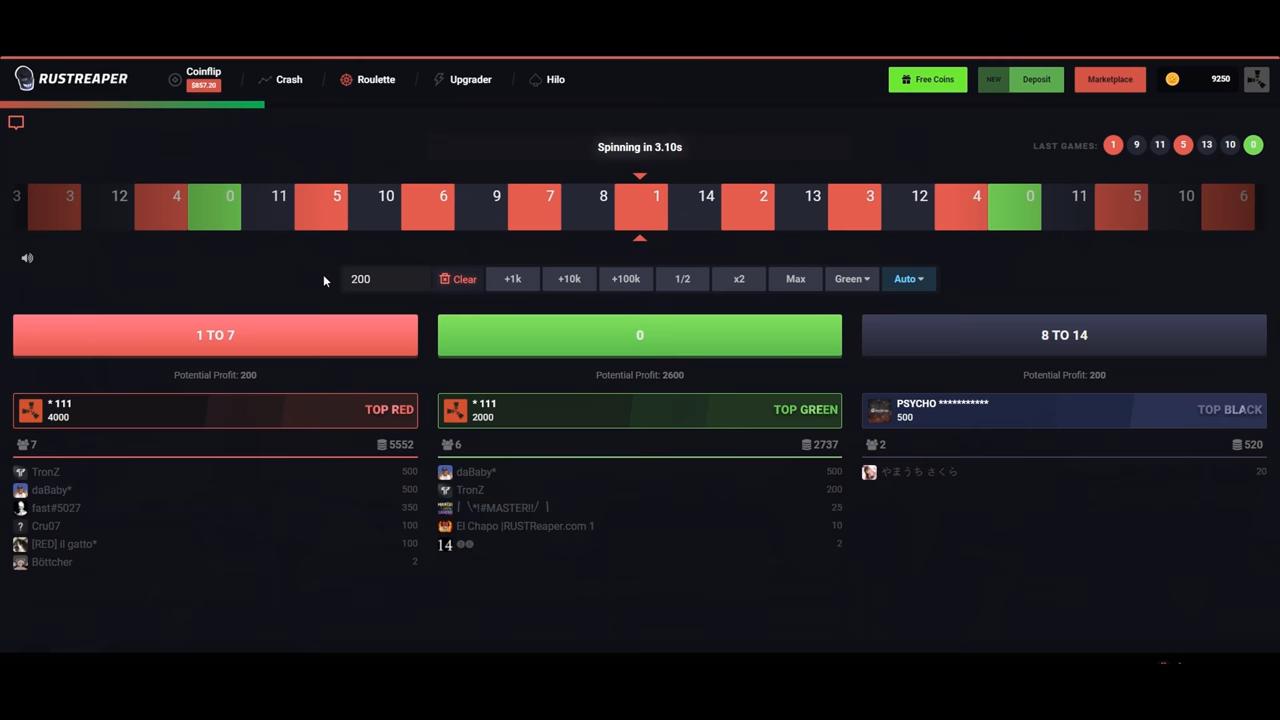 RUSTREAPER
Coinflip
$857.20
Crash
Roulette
Upgrader
Hilo
Free Coins
NEW
Deposit
Marketplace
9250
Spinning in 3.10s
LAST GAMES: 1 9 11 5 13 10 0
3 3 12 4 0 11 5 10 6 9 7 8 1 14 2 13 3 12 4 0 11 5 10 6
200 Clear +1k +10k +100k 1/2 x2 Max Green Auto
1 TO 7
Potential Profit: 200
* 111
4000
TOP RED
7 5552
TronZ 500
daBaby* 500
fast#5027 350
Cru07 100
[RED] il gatto* 100
Böttcher 2
0
Potential Profit: 2600
* 111
2000
TOP GREEN
6 2737
daBaby* 500
TronZ 200
25
El Chapo |RUSTReaper.com 1 10
14 2
8 TO 14
Potential Profit: 200
PSYCHO ***********
500
TOP BLACK
2 520
やまうち さくら 20